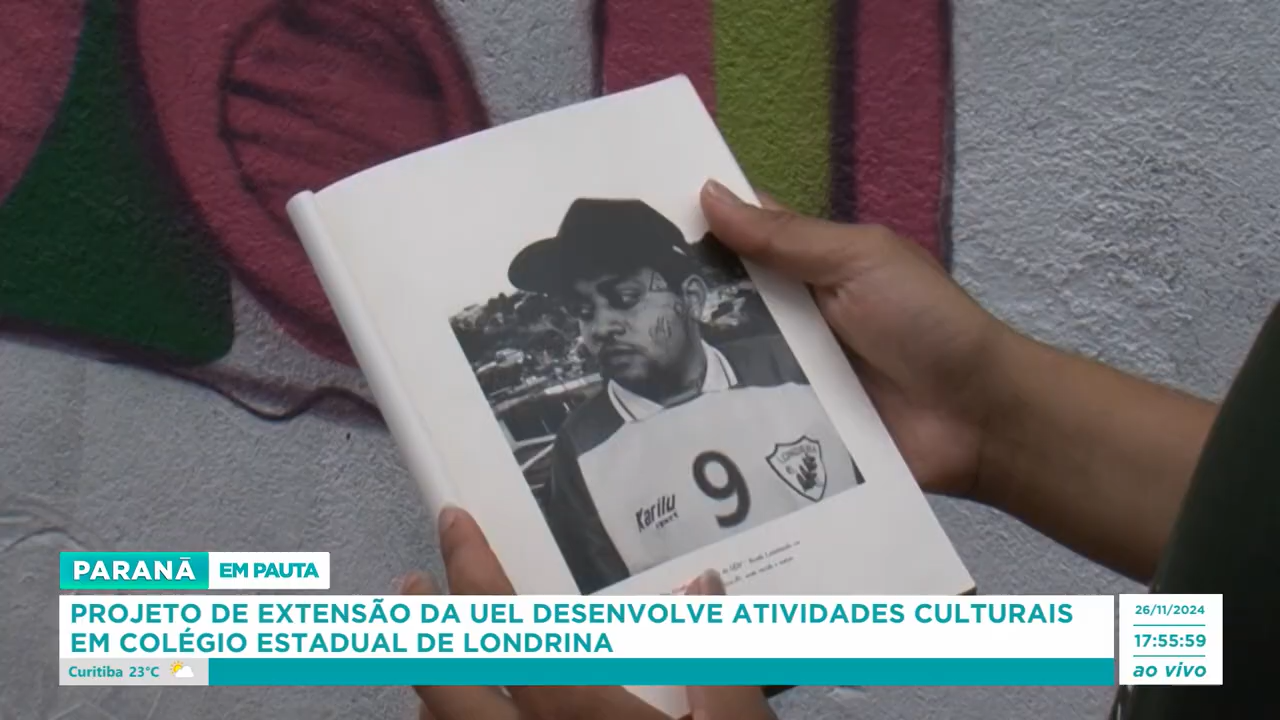 Karilu
9
LONDRINA
PARANÁ EM PAUTA
PROJETO DE EXTENSÃO DA UEL DESENVOLVE ATIVIDADES CULTURAIS
EM COLÉGIO ESTADUAL DE LONDRINA
Curitiba 23°C
26/11/2024
17:55:59
ao vivo